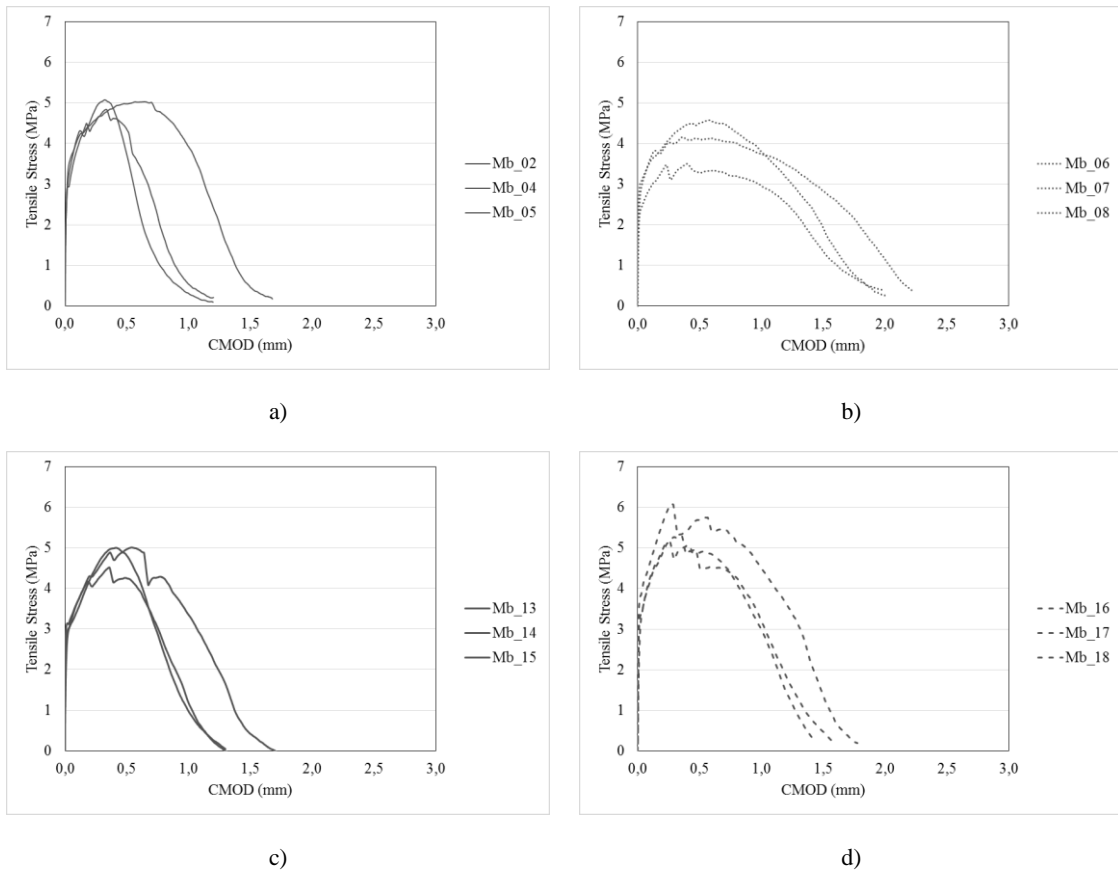 7
6
5
4
3
2
1
0
Tensile Stress (MPa)
0,0 0,5 1,0 1,5 2,0 2,5 3,0
CMOD (mm)
Mb_02
Mb_04
Mb_05
a)
7
6
5
4
3
2
1
0
Tensile Stress (MPa)
0,0 0,5 1,0 1,5 2,0 2,5 3,0
CMOD (mm)
Mb_06
Mb_07
Mb_08
b)
7
6
5
4
3
2
1
0
Tensile Stress (MPa)
0,0 0,5 1,0 1,5 2,0 2,5 3,0
CMOD (mm)
Mb_13
Mb_14
Mb_15
c)
7
6
5
4
3
2
1
0
Tensile Stress (MPa)
0,0 0,5 1,0 1,5 2,0 2,5 3,0
CMOD (mm)
Mb_16
Mb_17
Mb_18
d)